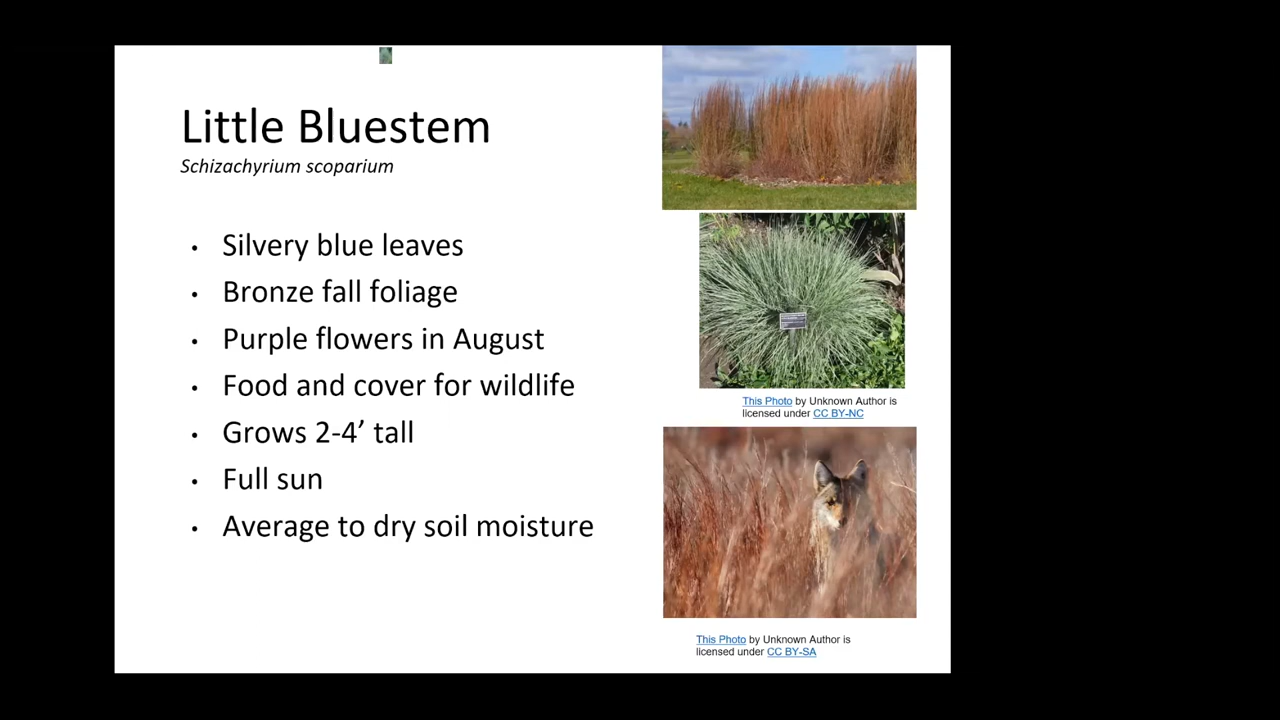 Little Bluestem
Schizachyrium scoparium
• Silvery blue leaves
• Bronze fall foliage
• Purple flowers in August
• Food and cover for wildlife
• Grows 2-4’ tall
• Full sun
• Average to dry soil moisture
This Photo by Unknown Author is
licensed under CC BY-NC
This Photo by Unknown Author is
licensed under CC BY-SA